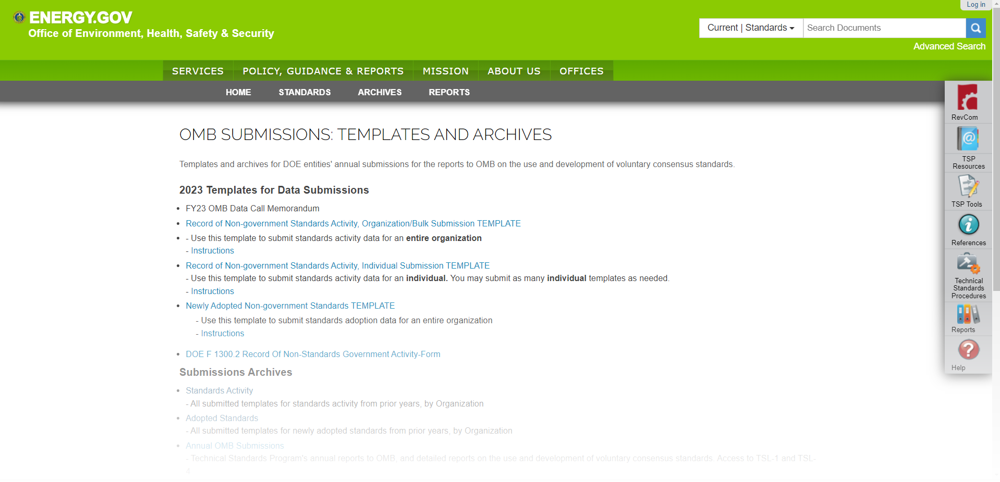 Log in
ENERGY.GOV
Office of Environment, Health, Safety & Security
Current | Standards
Search Documents
Advanced Search
SERVICES
POLICY, GUIDANCE & REPORTS
MISSION
ABOUT US
OFFICES
HOME
STANDARDS
ARCHIVES
REPORTS
OMB SUBMISSIONS: TEMPLATES AND ARCHIVES
Templates and archives for DOE entities' annual submissions for the reports to OMB on the use and development of voluntary consensus standards.
2023 Templates for Data Submissions
• FY23 OMB Data Call Memorandum
• Record of Non-government Standards Activity, Organization/Bulk Submission TEMPLATE
• - Use this template to submit standards activity data for an entire organization
- Instructions
• Record of Non-government Standards Activity, Individual Submission TEMPLATE
- Use this template to submit standards activity data for an individual. You may submit as many individual templates as needed.
- Instructions
• Newly Adopted Non-government Standards TEMPLATE
- Use this template to submit standards adoption data for an entire organization
- Instructions
• DOE F 1300.2 Record Of Non-Standards Government Activity-Form
Submissions Archives
• Standards Activity
- All submitted templates for standards activity from prior years, by Organization
• Adopted Standards
- All submitted templates for newly adopted standards from prior years, by Organization
• Annual OMB Submissions
- Technical Standards Program's annual reports to OMB, and detailed reports on the use and development of voluntary consensus standards. Access to TSL-1 and TSL-
4
RevCom
TSP
Resources
TSP Tools
References
Technical
Standards
Procedures
Reports
Help